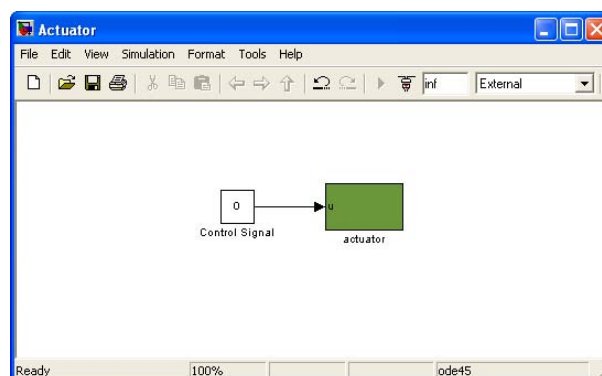 Actuator
File Edit View Simulation Format Tools Help
inf External
0
u
Control Signal
actuator
Ready 100% ode45